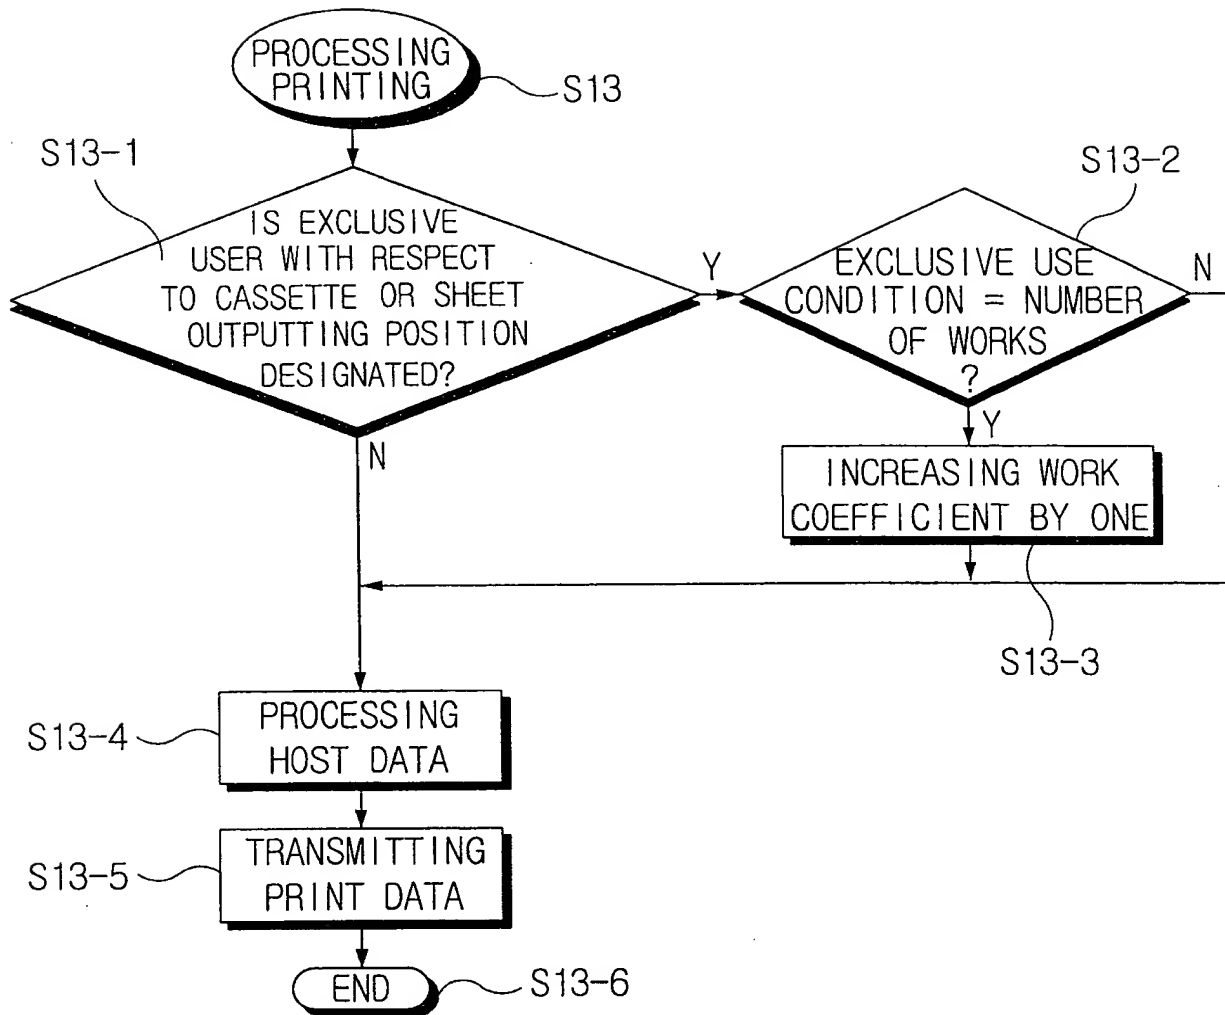 PROCESSING
PRINTING
S13
S13-1
IS EXCLUSIVE
USER WITH RESPECT
TO CASSETTE OR SHEET
OUTPUTTING POSITION
DESIGNATED?
Y
N
S13-2
EXCLUSIVE USE
CONDITION = NUMBER
OF WORKS
?
N
Y
INCREASING WORK
COEFFICIENT BY ONE
S13-3
S13-4
PROCESSING
HOST DATA
S13-5
TRANSMITTING
PRINT DATA
END
S13-6